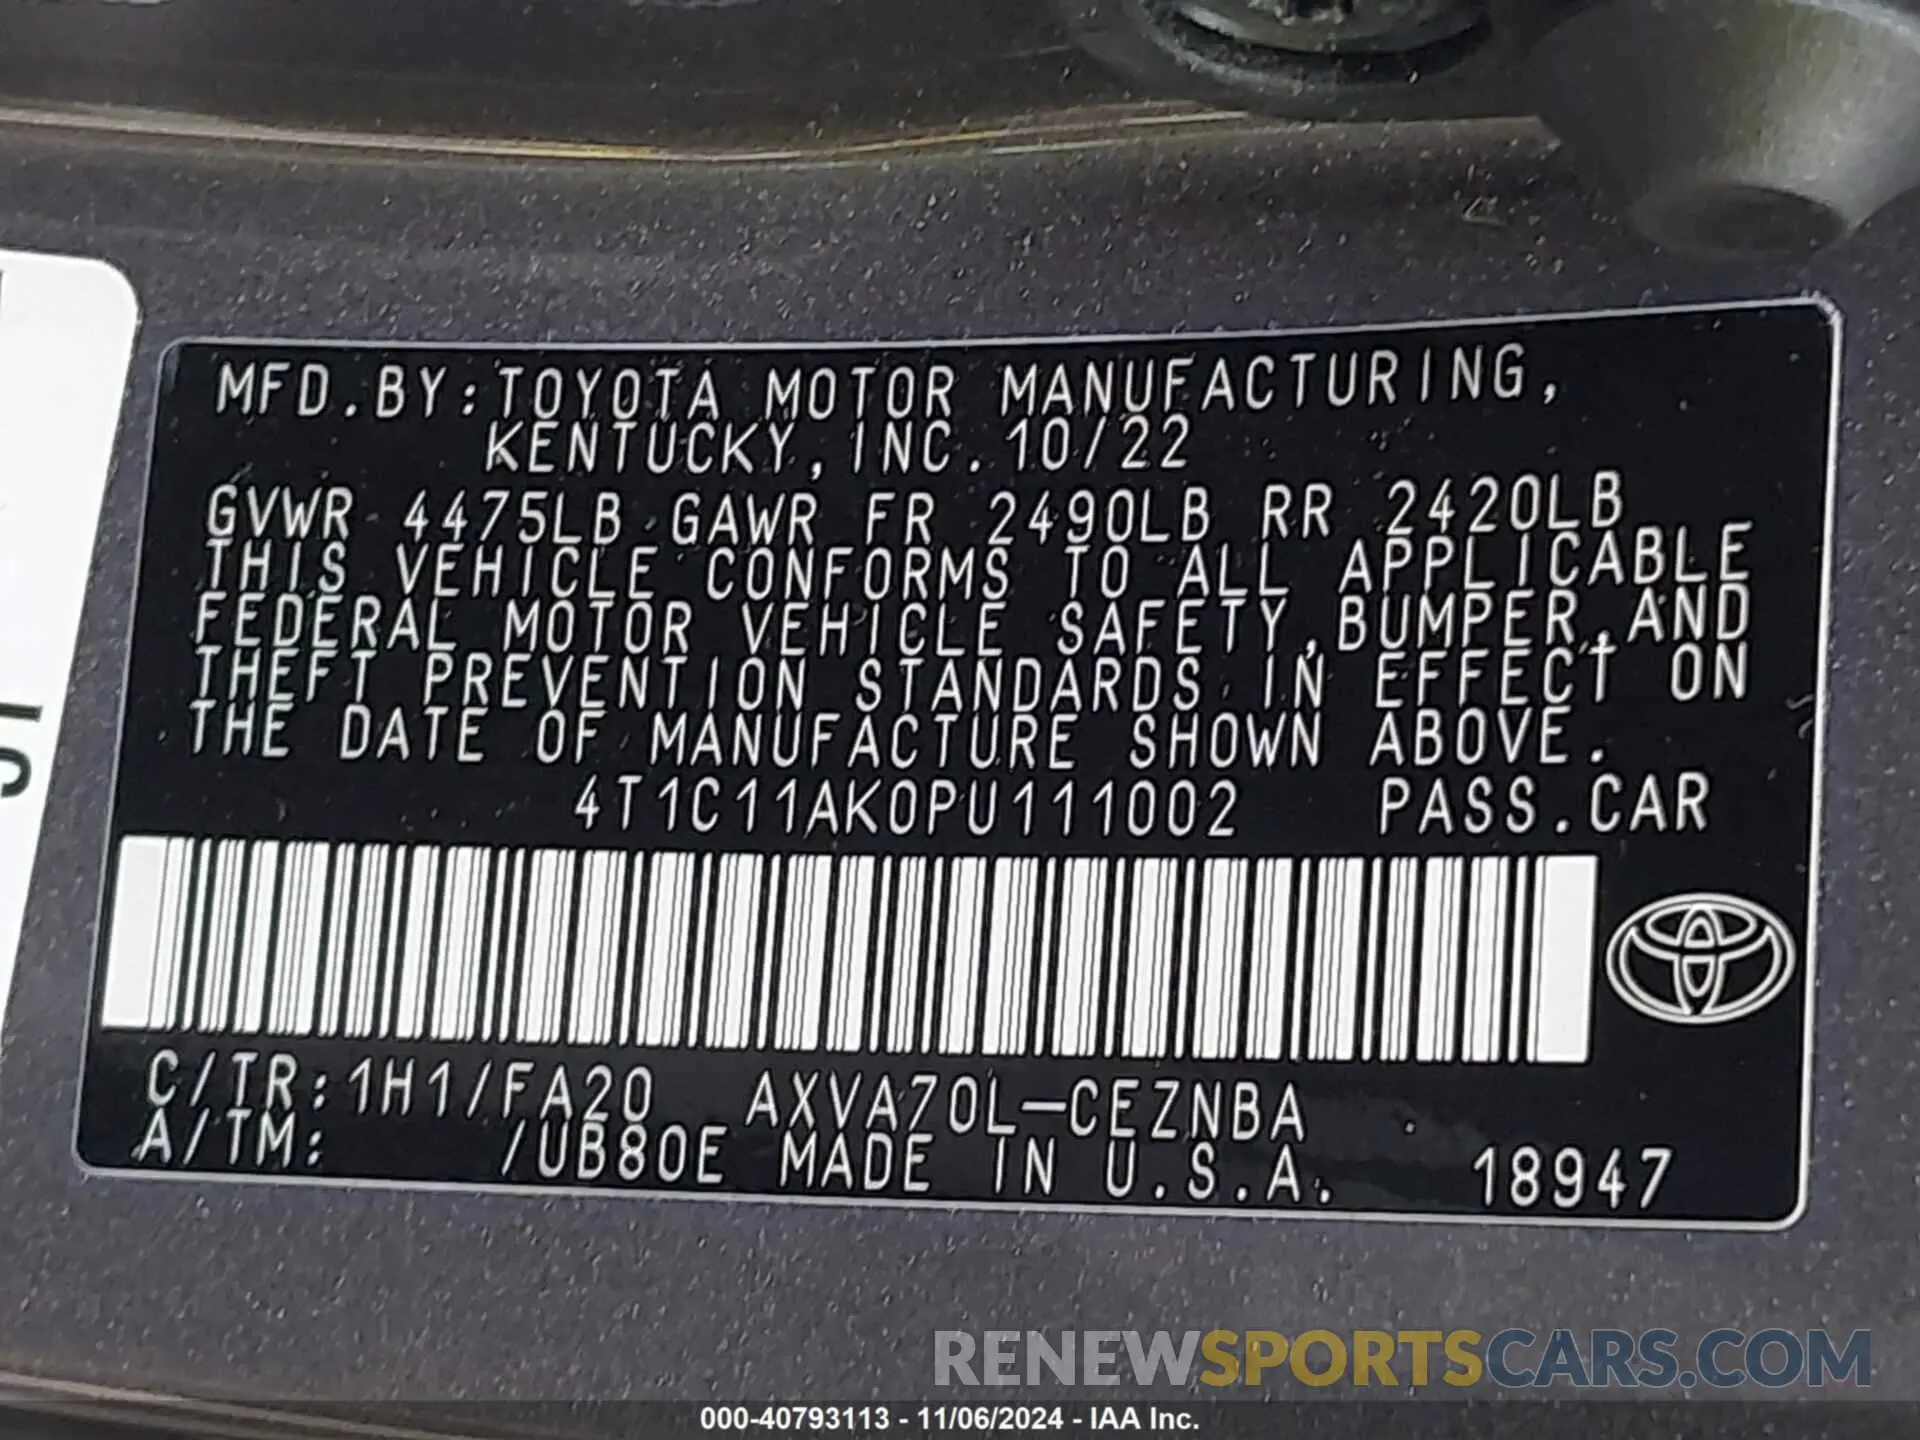 MFD.BY:TOYOTA MOTOR MANUFACTURING,
KENTUCKY, INC. 10/22
GVWR 4475LB GAWR FR 2490LB RR 2420LB
THIS VEHICLE CONFORMS TO ALL APPLICABLE
FEDERAL MOTOR VEHICLE SAFETY,BUMPER,AND
THEFT PREVENTION STANDARDS IN EFFECT ON
THE DATE OF MANUFACTURE SHOWN ABOVE.
4T1C11AK0PU111002 PASS.CAR
C/TR:1H1/FA20 AXVA70L-CEZNBA
A/TM: /UB80E MADE IN U.S.A. 18947
RENEWSPORTSCARS.COM
000-40793113 - 11/06/2024 - IAA Inc.